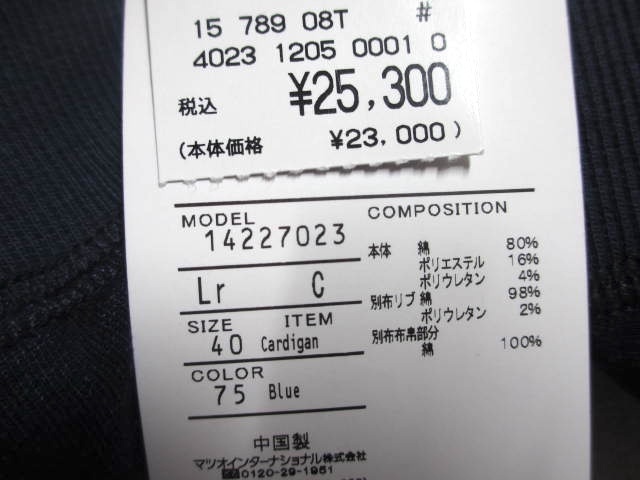 15 789 08T #
4023 1205 0001 0
税込 ¥25,300
(本体価格 ¥23,000)
MODEL
14227023
Lr C
SIZE ITEM
40 Cardigan
COLOR
75 Blue
COMPOSITION
本体 綿 80%
ポリエステル 16%
ポリウレタン 4%
別布リブ 綿 98%
ポリウレタン 2%
別布布帛部分
綿 100%
中国製
マツオインターナショナル株式会社
0120-29-1951